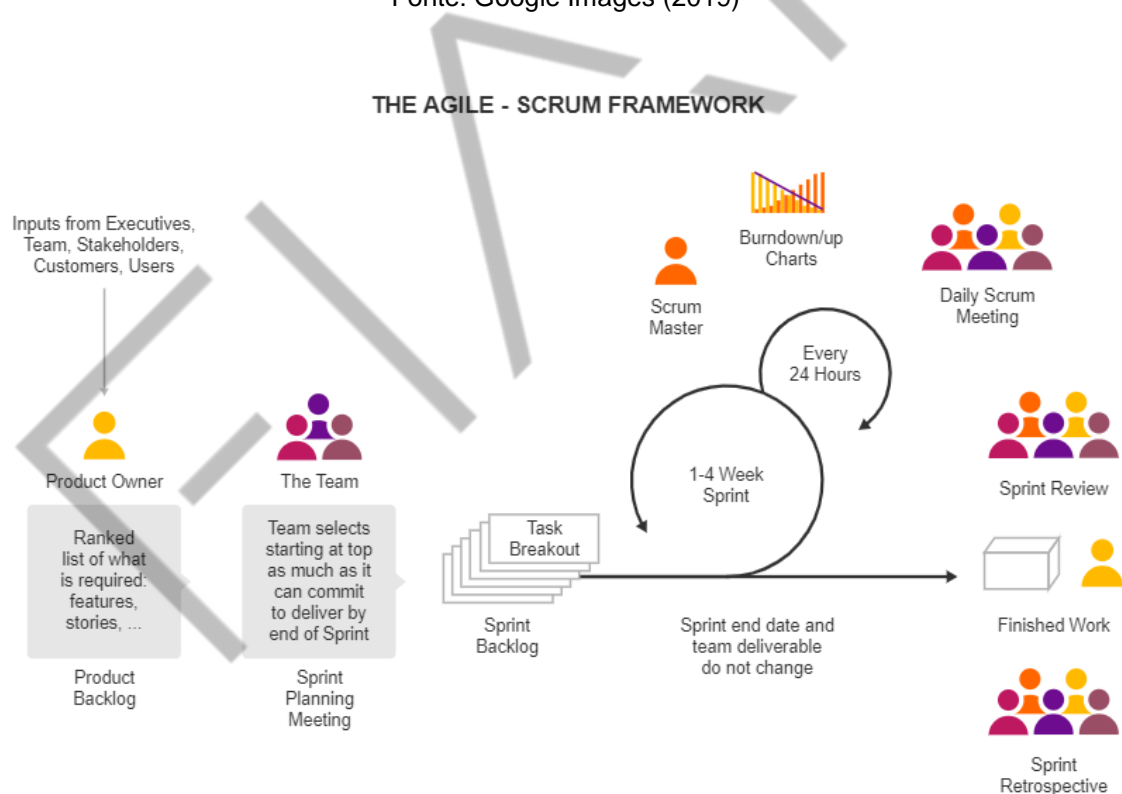 Fonte: Google Images (2019)
THE AGILE - SCRUM FRAMEWORK
Inputs from Executives,
Team, Stakeholders,
Customers, Users
Product Owner
Ranked
list of what
is required:
features,
stories, ...
Product
Backlog
The Team
Team selects
starting at top
as much as it
can commit
to deliver by
end of Sprint
Sprint
Planning
Meeting
Task
Breakout
Sprint
Backlog
Scrum
Master
Burndown/up
Charts
Every
24 Hours
1-4 Week
Sprint
Sprint end date and
team deliverable
do not change
Daily Scrum
Meeting
Sprint Review
Finished Work
Sprint
Retrospective